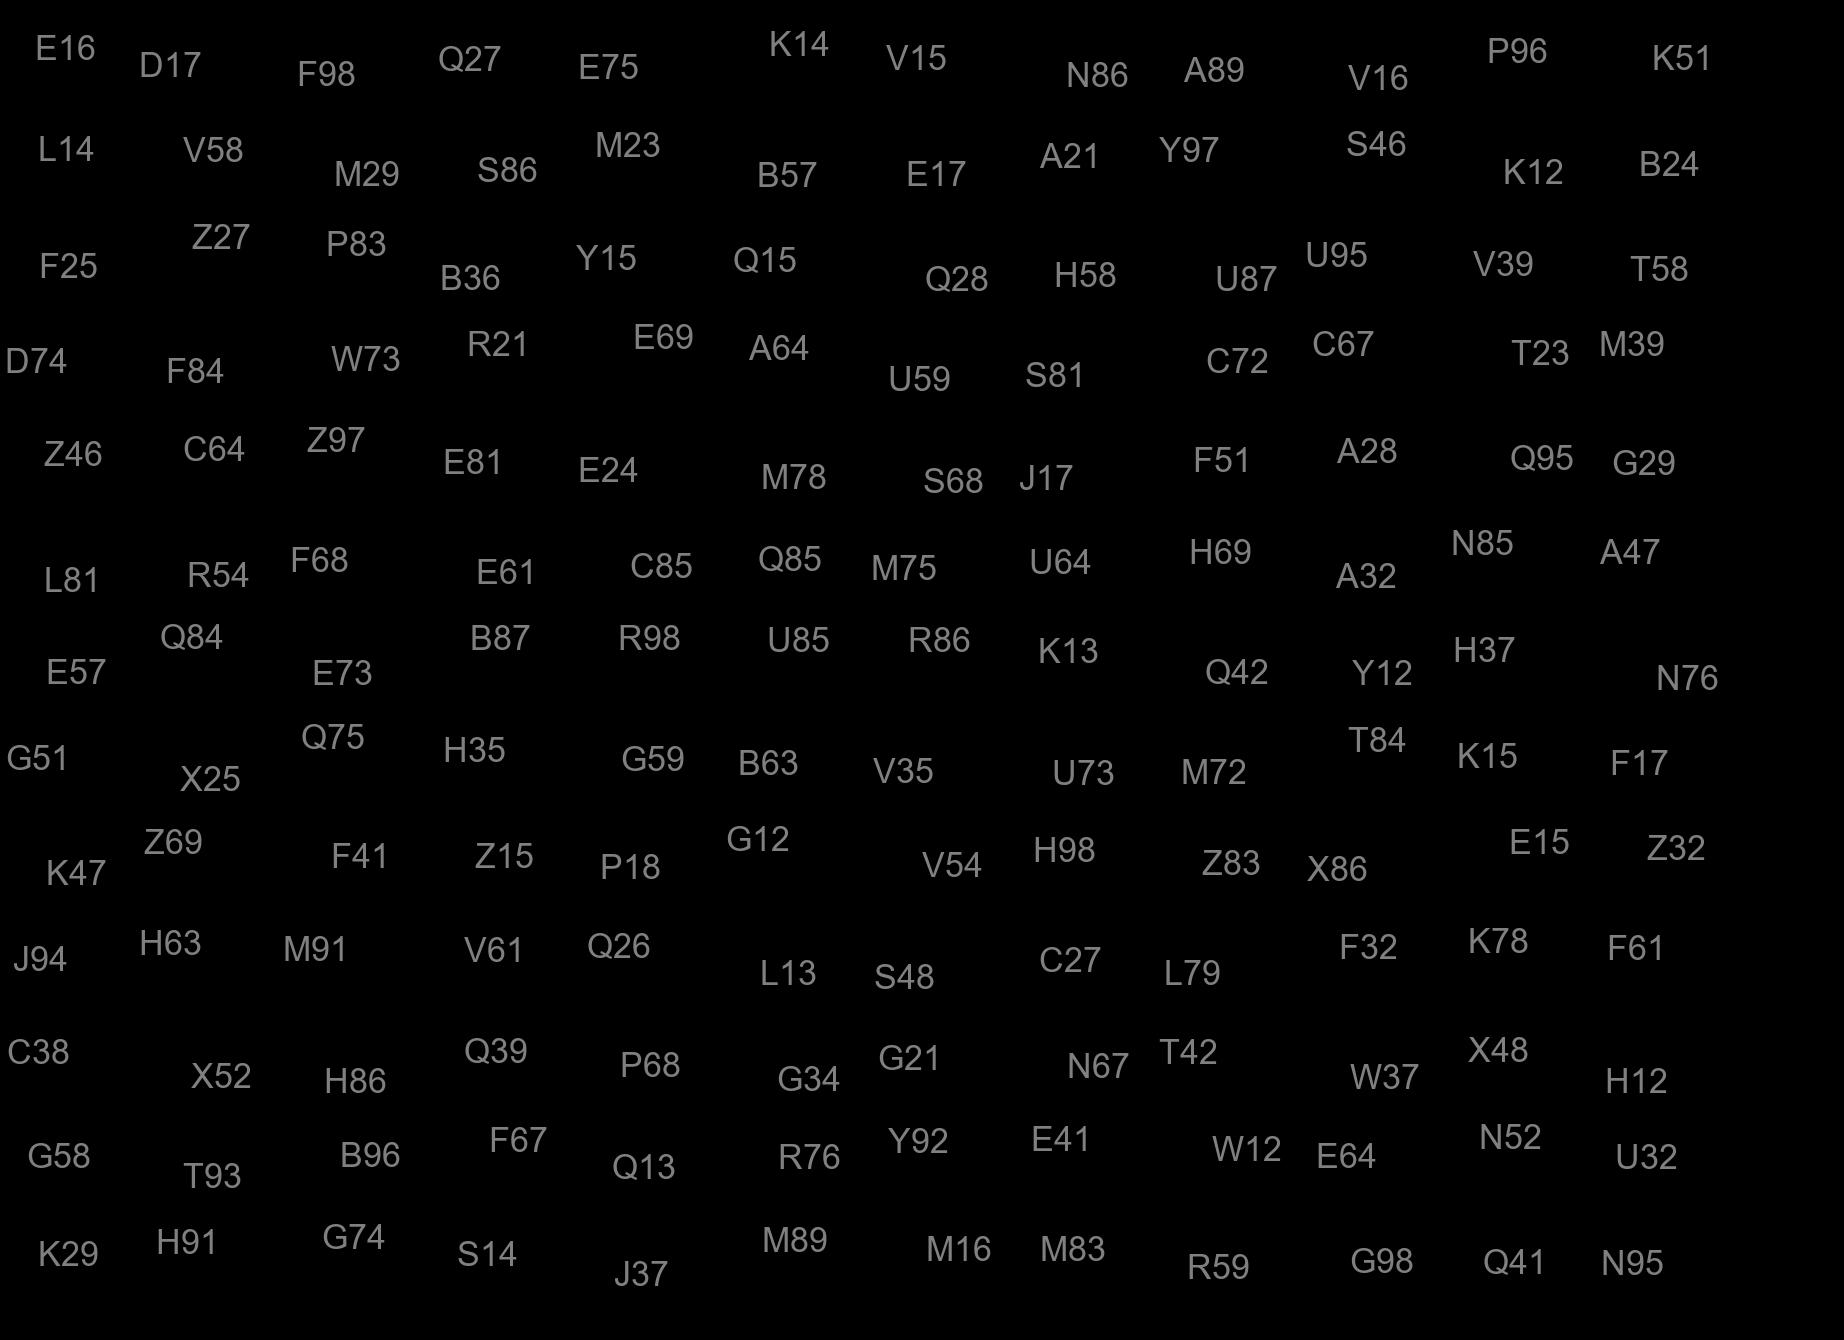 E16 D17 F98 Q27 E75 K14 V15 N86 A89 V16 P96 K51
L14 V58 M29 S86 M23 B57 E17 A21 Y97 S46 K12 B24
F25 Z27 P83 B36 Y15 Q15 Q28 H58 U87 U95 V39 T58
D74 F84 W73 R21 E69 A64 U59 S81 C72 C67 T23 M39
Z46 C64 Z97 E81 E24 M78 S68 J17 F51 A28 Q95 G29
L81 R54 F68 E61 C85 Q85 M75 U64 H69 A32 N85 A47
E57 Q84 E73 B87 R98 U85 R86 K13 Q42 Y12 H37 N76
G51 X25 Q75 H35 G59 B63 V35 U73 M72 T84 K15 F17
K47 Z69 F41 Z15 P18 G12 V54 H98 Z83 X86 E15 Z32
J94 H63 M91 V61 Q26 L13 S48 C27 L79 F32 K78 F61
C38 X52 H86 Q39 P68 G34 G21 N67 T42 W37 X48 H12
G58 T93 B96 F67 Q13 R76 Y92 E41 W12 E64 N52 U32
K29 H91 G74 S14 J37 M89 M16 M83 R59 G98 Q41 N95